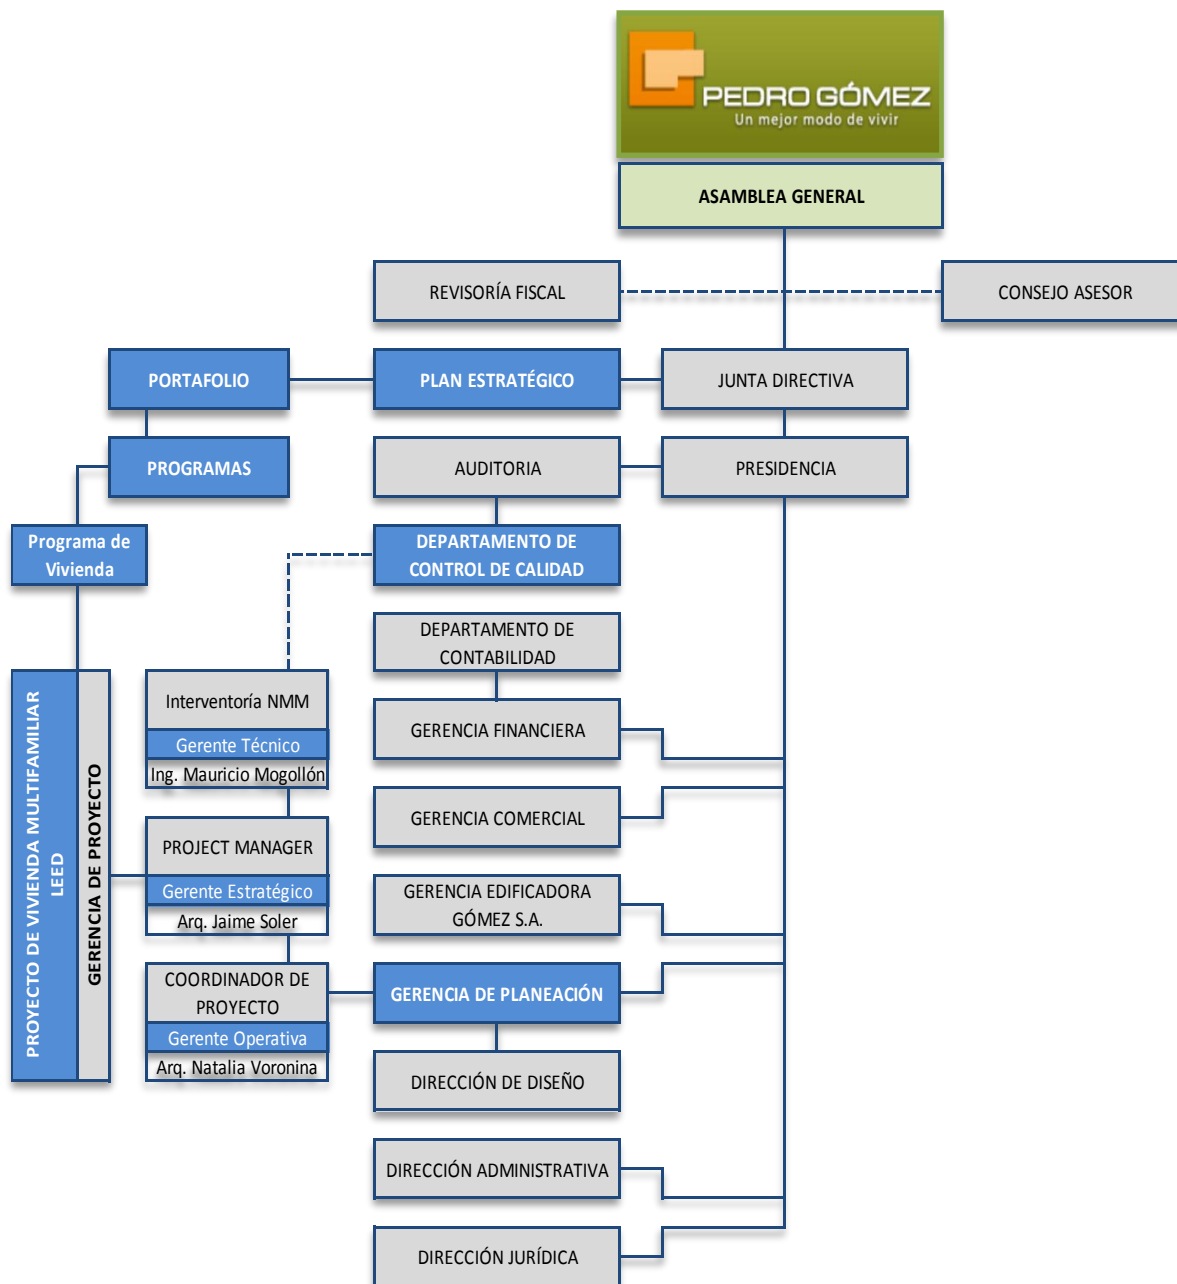 PEDRO GÓMEZ
Un mejor modo de vivir
ASAMBLEA GENERAL
REVISORÍA FISCAL
CONSEJO ASESOR
PORTAFOLIO
PLAN ESTRATÉGICO
JUNTA DIRECTIVA
PROGRAMAS
AUDITORIA
PRESIDENCIA
Programa de
Vivienda
DEPARTAMENTO DE
CONTROL DE CALIDAD
DEPARTAMENTO DE
CONTABILIDAD
PROYECTO DE VIVIENDA MULTIFAMILIAR
LEED
GERENCIA DE PROYECTO
Interventoría NMM
Gerente Técnico
Ing. Mauricio Mogollón
GERENCIA FINANCIERA
GERENCIA COMERCIAL
PROJECT MANAGER
Gerente Estratégico
Arq. Jaime Soler
GERENCIA EDIFICADORA
GÓMEZ S.A.
COORDINADOR DE
PROYECTO
Gerente Operativa
Arq. Natalia Voronina
GERENCIA DE PLANEACIÓN
DIRECCIÓN DE DISEÑO
DIRECCIÓN ADMINISTRATIVA
DIRECCIÓN JURÍDICA